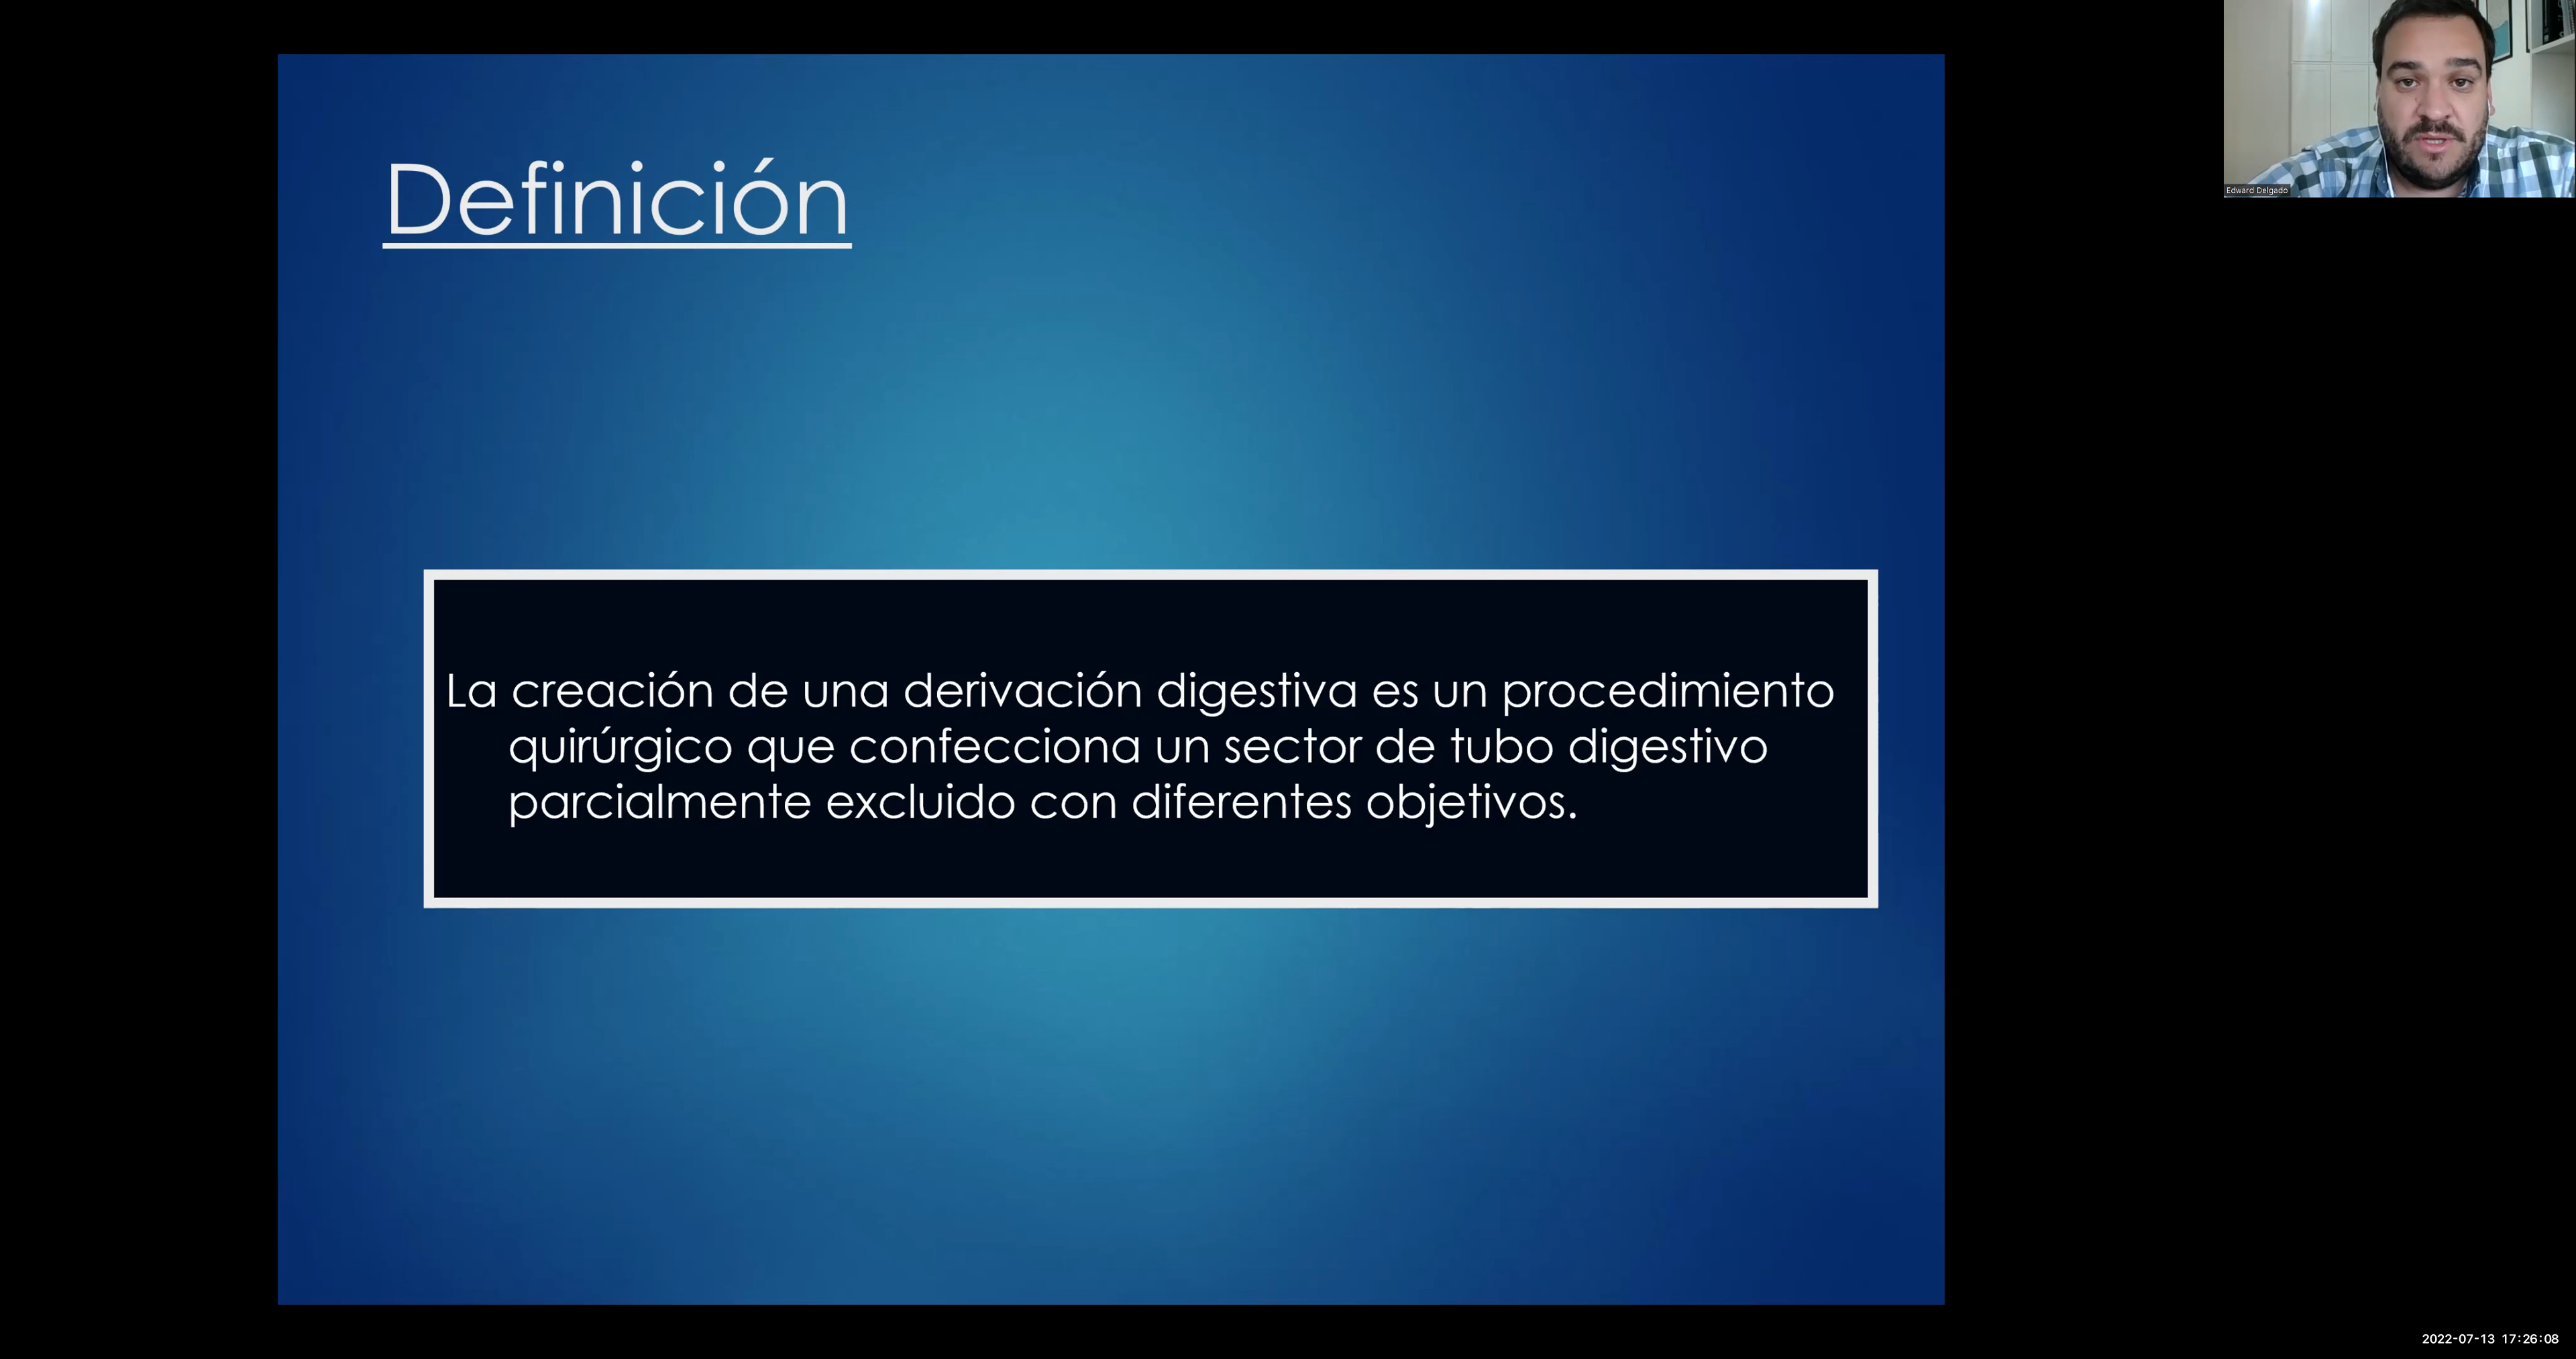 Definición
La creación de una derivación digestiva es un procedimiento
quirúrgico que confecciona un sector de tubo digestivo
parcialmente excluido con diferentes objetivos.
Edward Delgado
2022-07-13 17:26:08